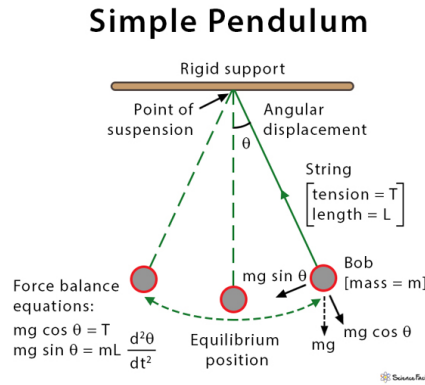 Simple Pendulum
Rigid support
Point of
suspension
Angular
displacement
θ
String
[tension = T
length = L]
mg sin θ
Bob
[mass = m]
mg cos θ
mg
Equilibrium
position
Force balance
equations:
mg cos θ = T
mg sin θ = mL d²θ
dt²